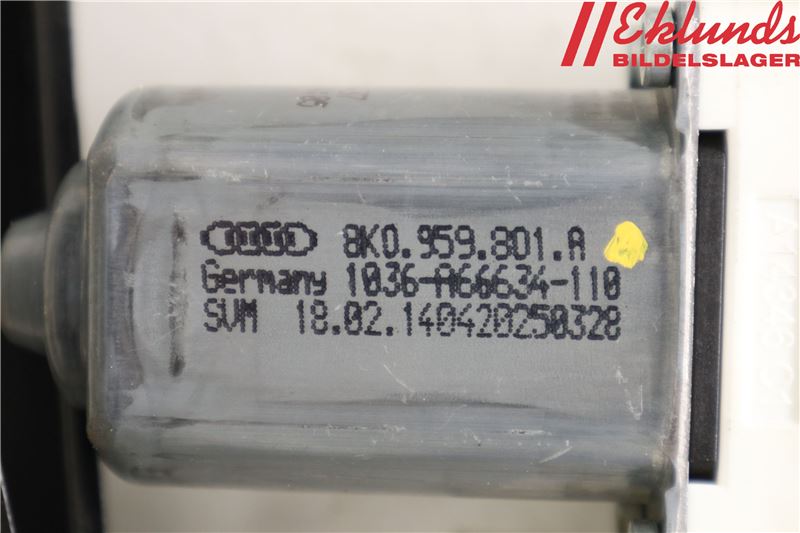 Eklunds
BILDELSLAGER
8K0.959.801.A
Germany 1036-A66634-110
SVM 18.02.140420250328